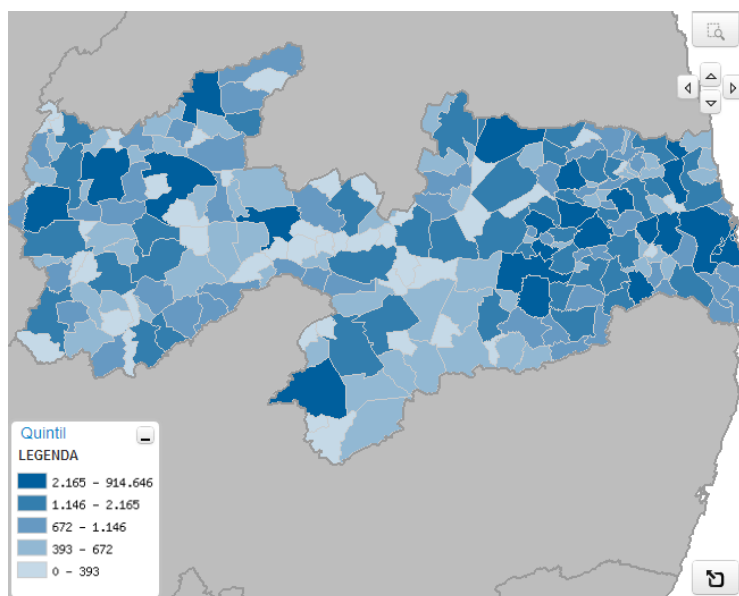 Quintil
LEGENDA
2.165 - 914.646
1.146 - 2.165
672 - 1.146
393 - 672
0 - 393